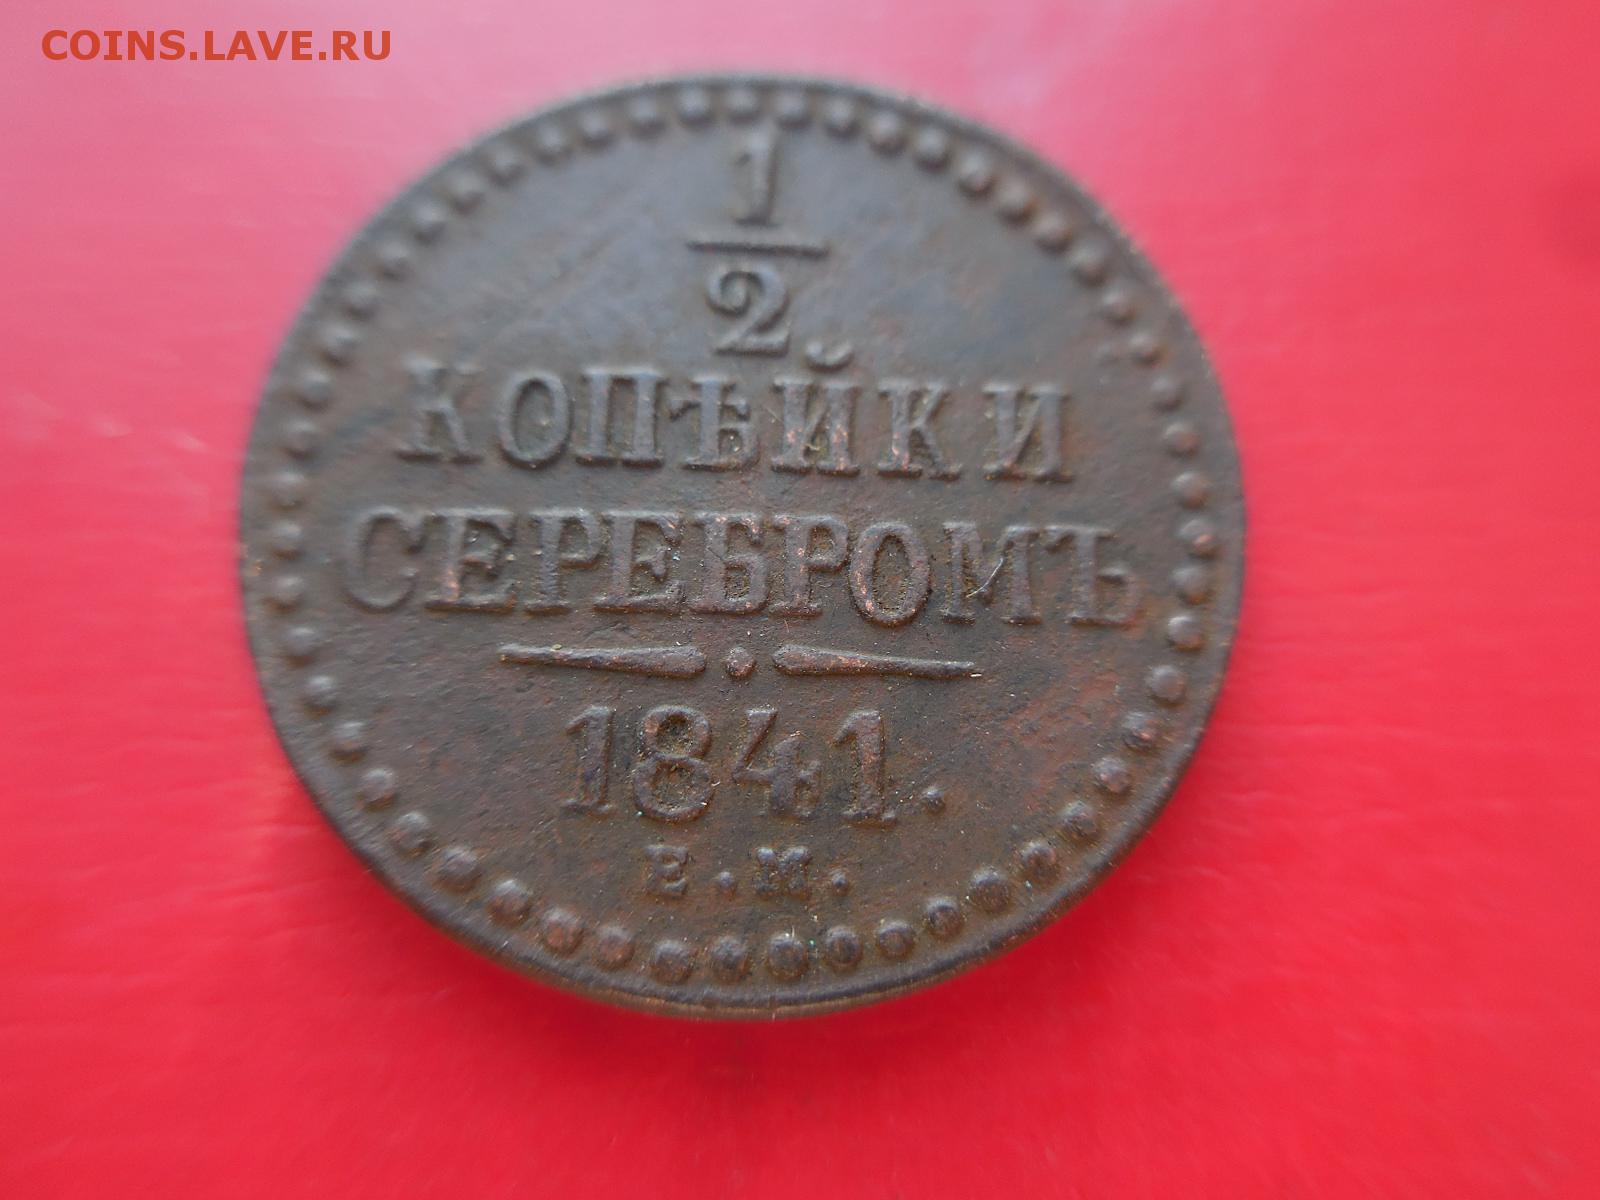 COINS.LAVE.RU
1
2
КОПѢЙКИ
СЕРЕБРОМЪ
1841.
Е.М.